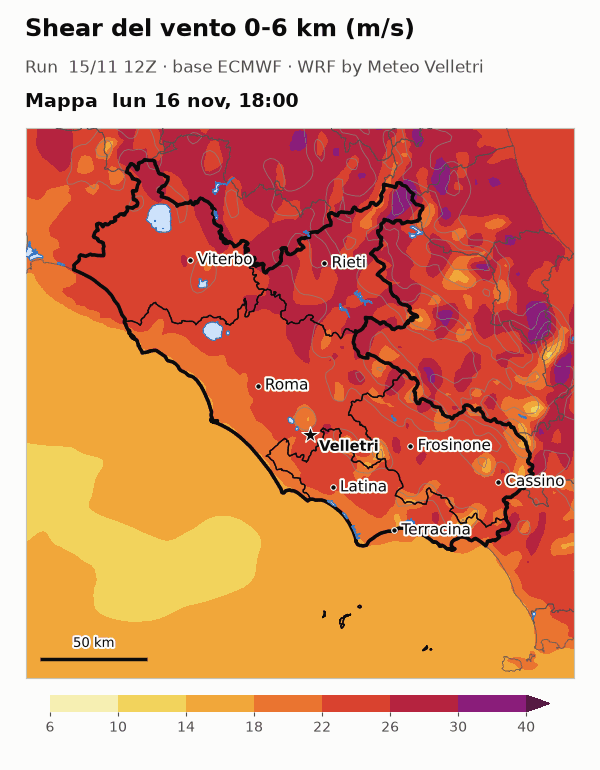 Shear del vento 0-6 km (m/s)
Run  15/11 12Z · base ECMWF · WRF by Meteo Velletri
Mappa  lun 16 nov, 18:00
Viterbo
Rieti
Roma
Velletri
Frosinone
Cassino
Latina
Terracina
50 km
6 10 14 18 22 26 30 40